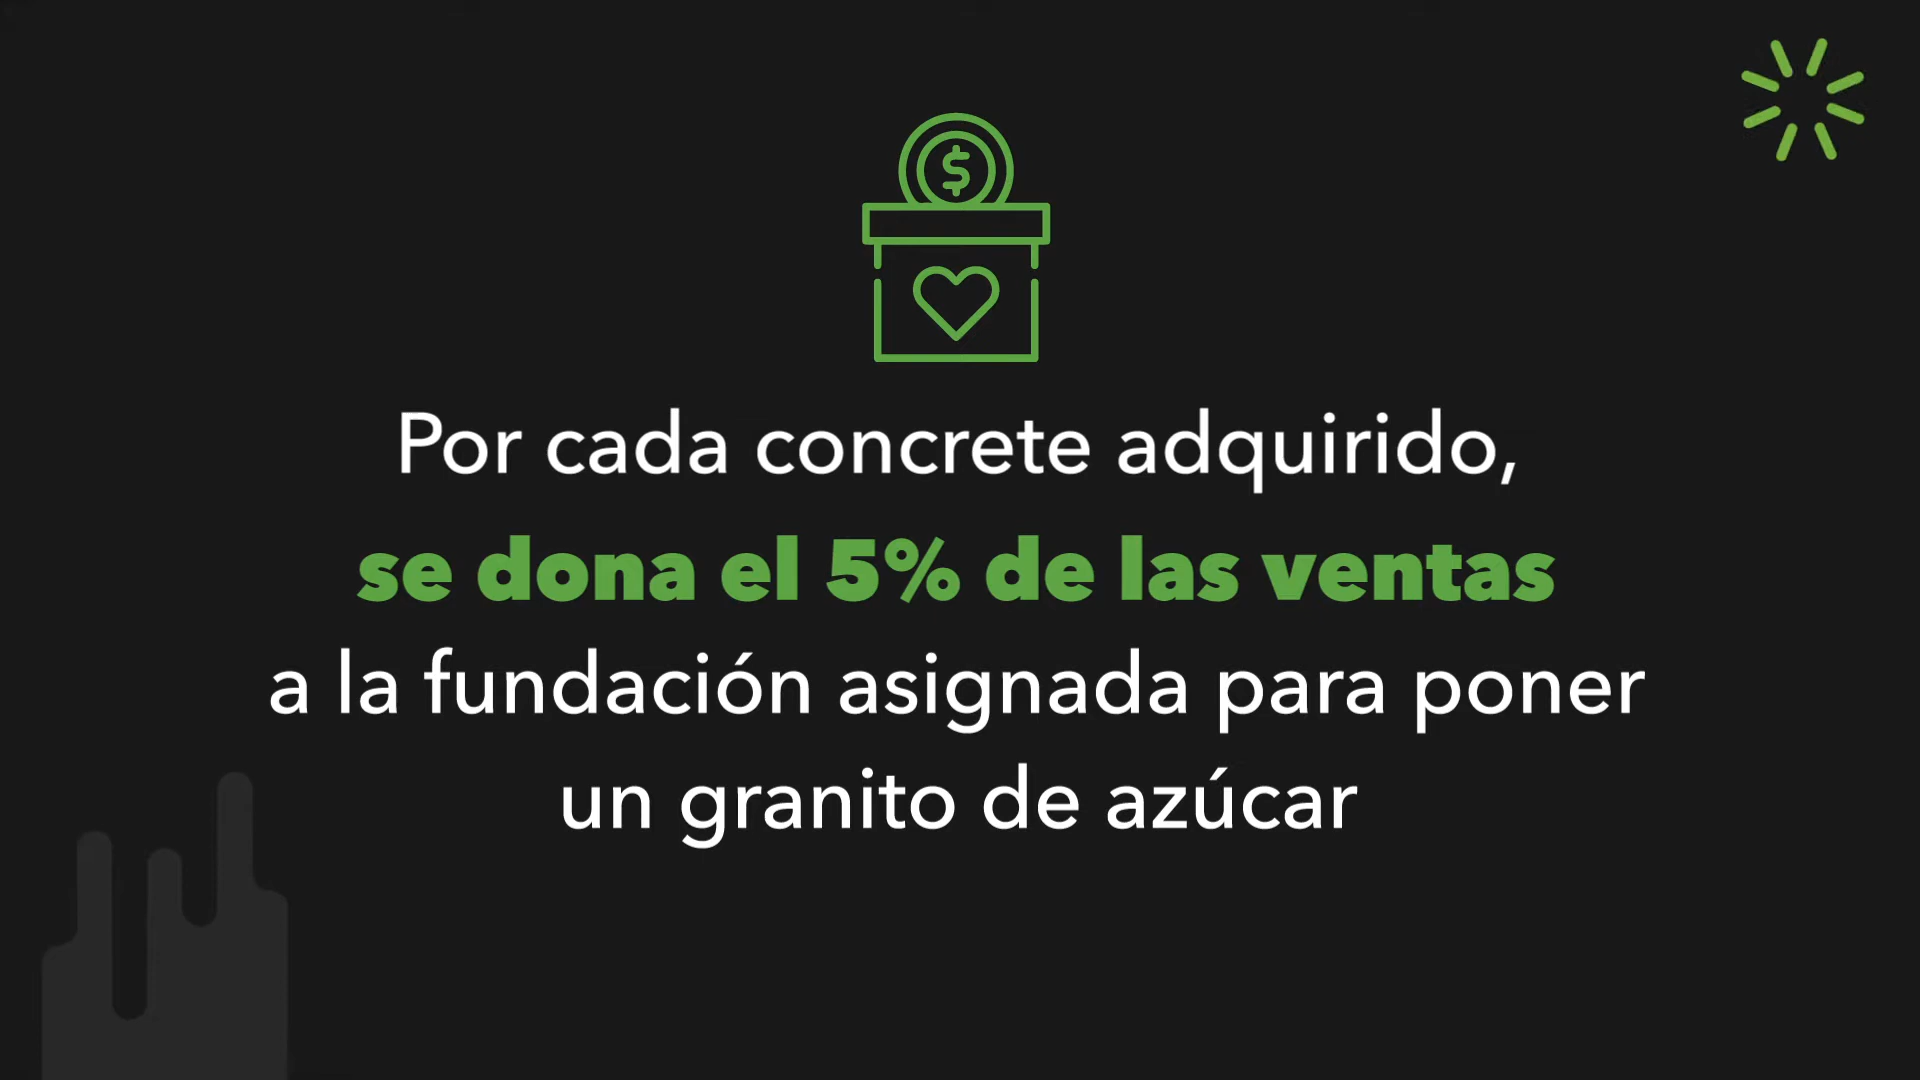 $
Por cada concrete adquirido,
se dona el 5% de las ventas
a la fundación asignada para poner
un granito de azúcar